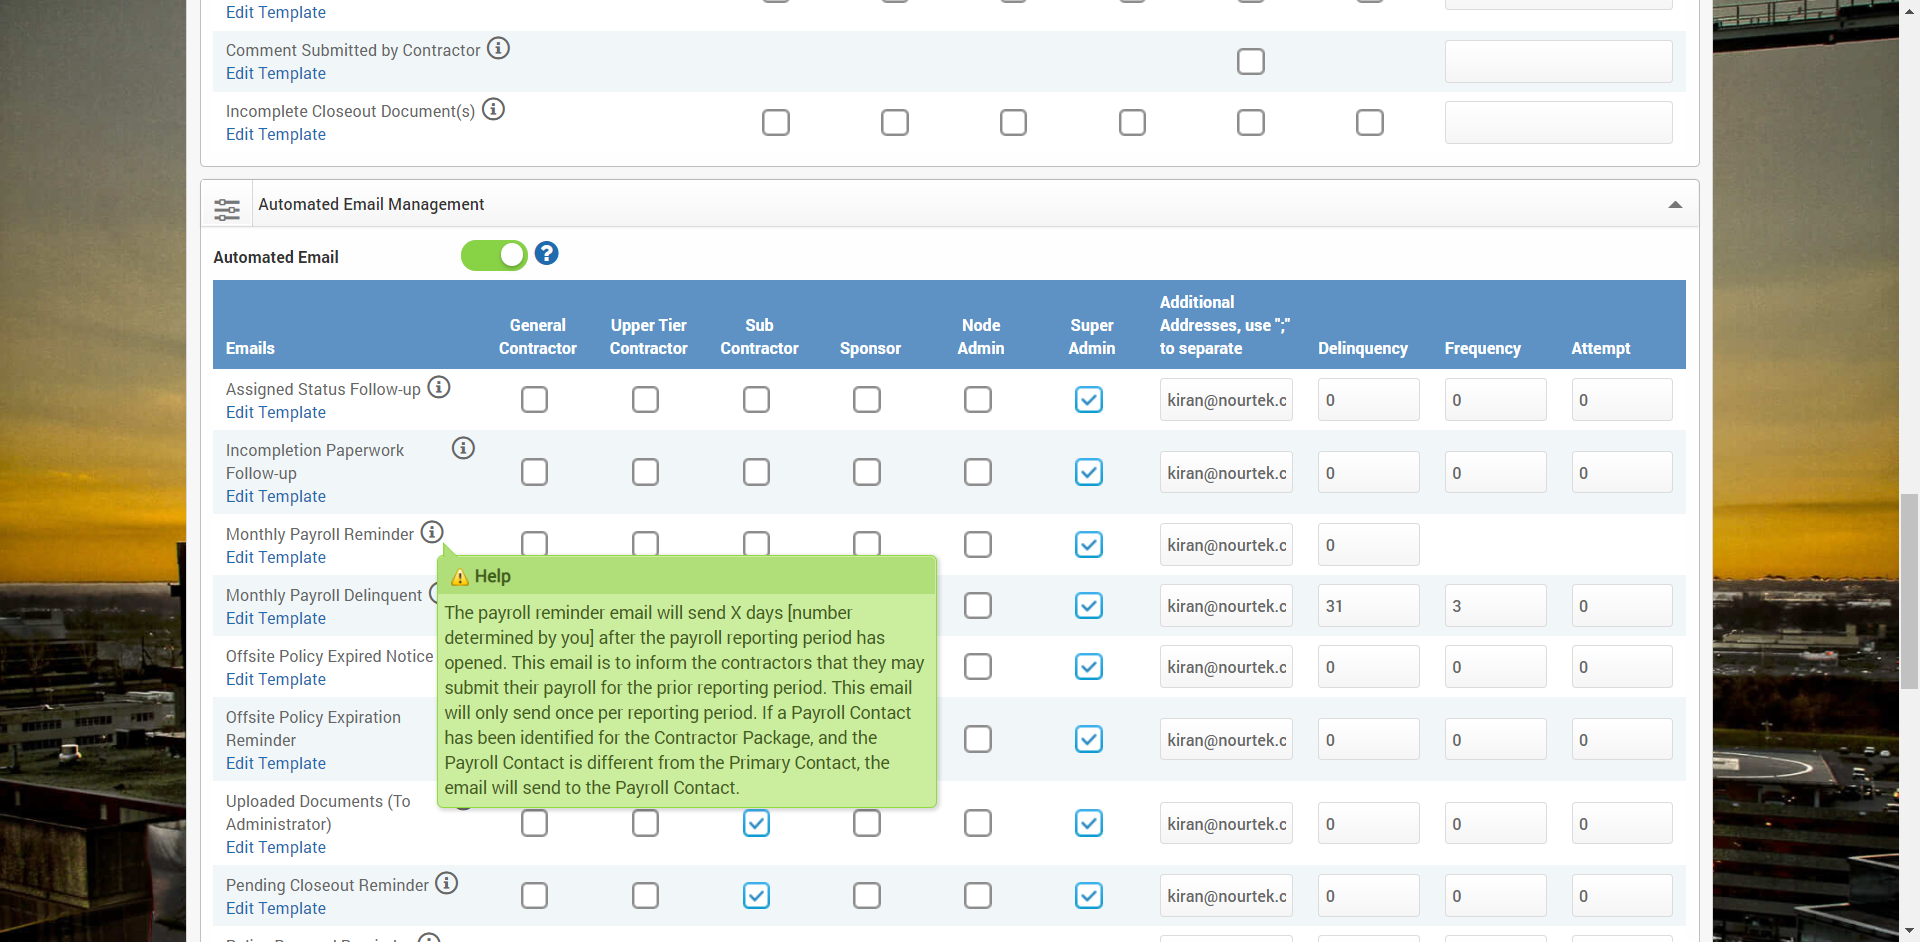 Edit Template
Comment Submitted by Contractor
Edit Template
Incomplete Closeout Document(s)
Edit Template
Automated Email Management
Automated Email
Emails
General Contractor
Upper Tier Contractor
Sub Contractor
Sponsor
Node Admin
Super Admin
Additional Addresses, use ";" to separate
Delinquency
Frequency
Attempt
Assigned Status Follow-up
Edit Template
kiran@nourtek.c 0 0 0
Incompletion Paperwork
Follow-up
Edit Template
kiran@nourtek.c 0 0 0
Monthly Payroll Reminder
Edit Template
kiran@nourtek.c 0
Monthly Payroll Delinquent
Edit Template
kiran@nourtek.c 31 3 0
Offsite Policy Expired Notice
Edit Template
kiran@nourtek.c 0 0 0
Offsite Policy Expiration
Reminder
Edit Template
kiran@nourtek.c 0 0 0
Uploaded Documents (To
Administrator)
Edit Template
kiran@nourtek.c 0 0 0
Pending Closeout Reminder
Edit Template
kiran@nourtek.c 0 0 0
Help
The payroll reminder email will send X days [number
determined by you] after the payroll reporting period has
opened. This email is to inform the contractors that they may
submit their payroll for the prior reporting period. This email
will only send once per reporting period. If a Payroll Contact
has been identified for the Contractor Package, and the
Payroll Contact is different from the Primary Contact, the
email will send to the Payroll Contact.